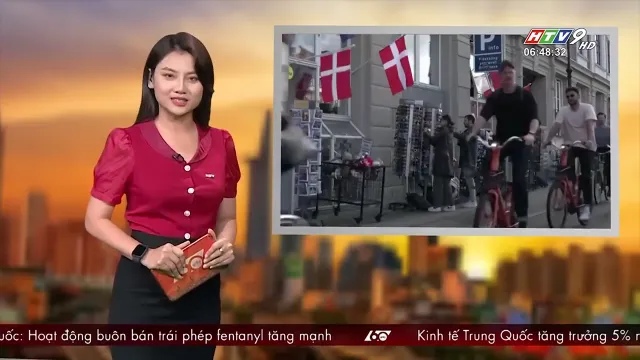 HTV9 HD
06:48:32
P
uốc: Hoạt động buôn bán trái phép fentanyl tăng mạnh 60 Kinh tế Trung Quốc tăng trưởng 5%